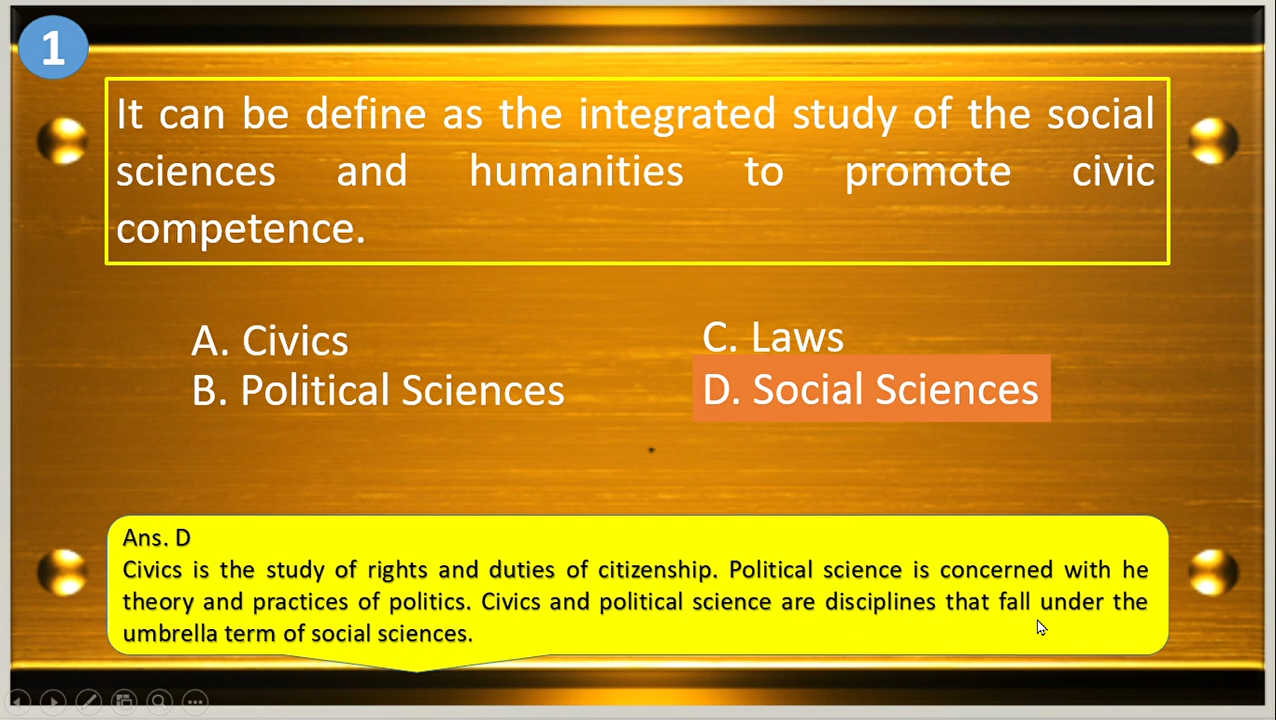 1
It can be define as the integrated study of the social
sciences and humanities to promote civic
competence.
A. Civics
B. Political Sciences
C. Laws
D. Social Sciences
Ans. D
Civics is the study of rights and duties of citizenship. Political science is concerned with he
theory and practices of politics. Civics and political science are disciplines that fall under the
umbrella term of social sciences.